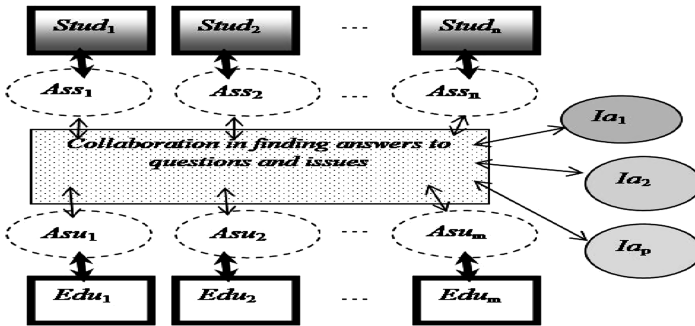 Stud₁ Stud₂ --- Studₙ
Ass₁ Ass₂ --- Assₙ
Ia₁
Collaboration in finding answers to
questions and issues
Ia₂
Asu₁ Asu₂ --- Asuₘ
Iaₚ
Edu₁ Edu₂ --- Eduₘ